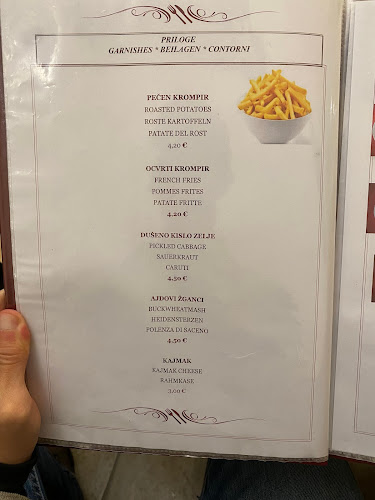 PRILOGE
GARNISHES * BEILAGEN * CONTORNI
PEČEN KROMPIR
ROASTED POTATOES
ROSTE KARTOFFELN
PATATE DEL ROST
4,20 €
OCVRTI KROMPIR
FRENCH FRIES
POMMES FRITES
PATATE FRITTE
4,20 €
DUŠENO KISLO ZELJE
PICKLED CABBAGE
SAUERKRAUT
CARUTI
4,50 €
AJDOVI ŽGANCI
BUCKWHEATMASH
HEIDENSTERZEN
POLENZA DI SACENO
4,50 €
KAJMAK
KAJMAK CHEESE
RAHMKASE
3,00 €